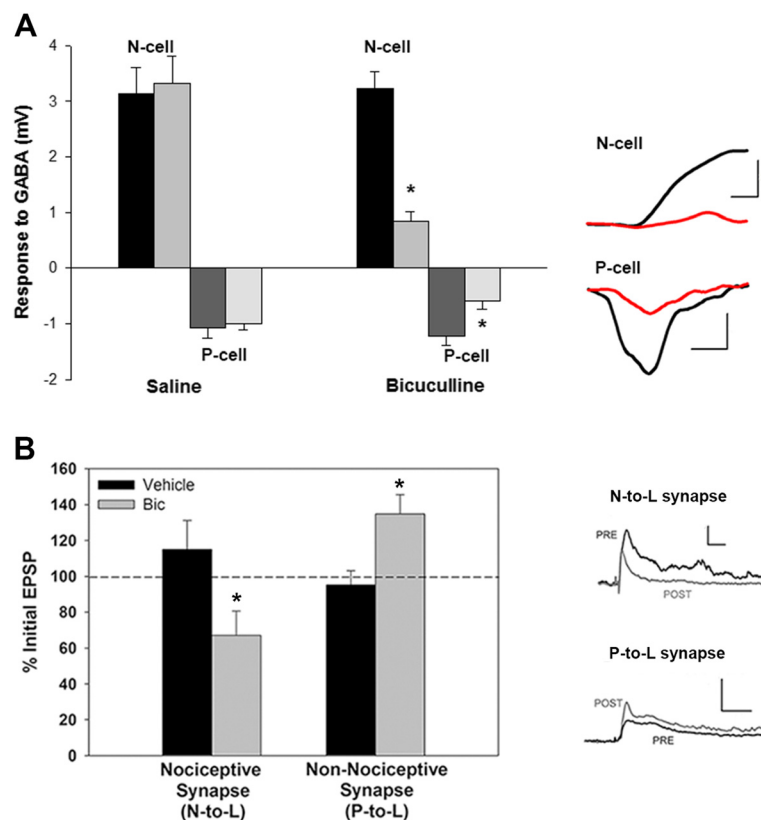 A
N-cell
N-cell
4
3
2
1
0
-1
-2
Response to GABA (mV)
*
*
P-cell
P-cell
Saline
Bicuculline
N-cell
P-cell
B
160
140
120
100
80
60
40
20
0
% Initial EPSP
Vehicle
Bic
*
*
Nociceptive
Synapse
(N-to-L)
Non-Nociceptive
Synapse
(P-to-L)
N-to-L synapse
PRE
POST
P-to-L synapse
POST
PRE